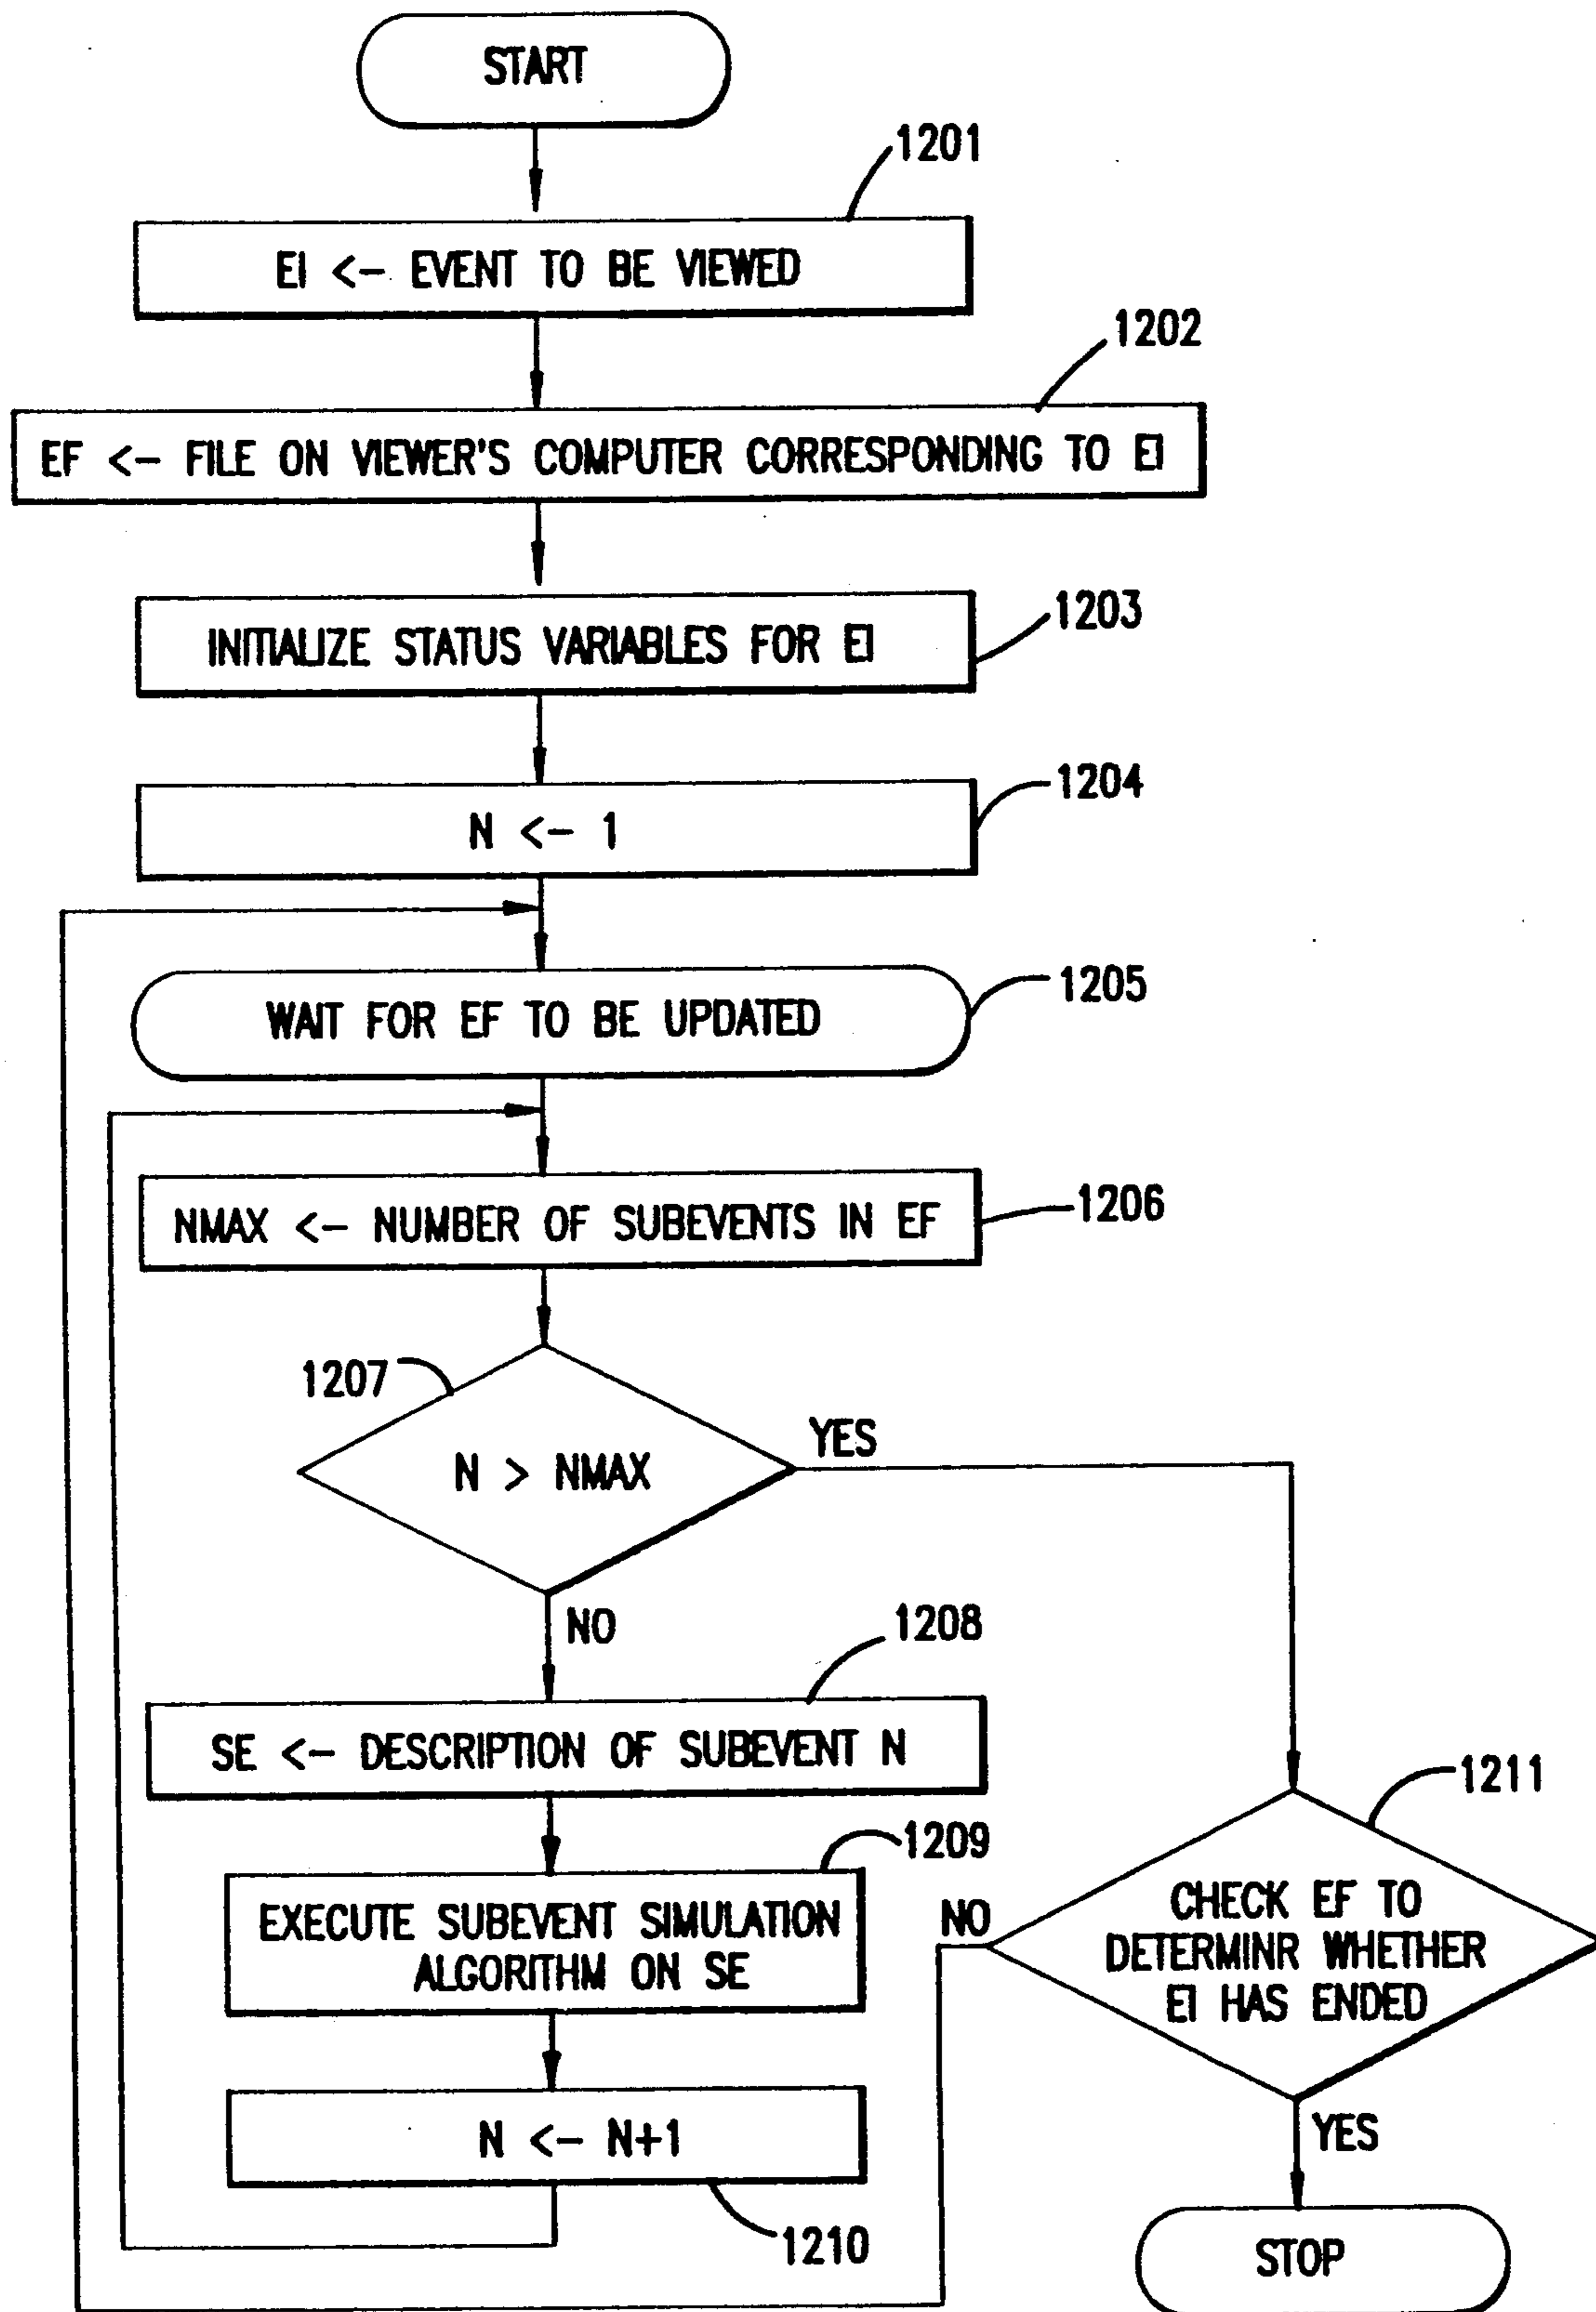 START
1201
EI <- EVENT TO BE VIEWED
1202
EF <- FILE ON VIEWER'S COMPUTER CORRESPONDING TO EI
1203
INITIALIZE STATUS VARIABLES FOR EI
1204
N <- 1
1205
WAIT FOR EF TO BE UPDATED
1206
NMAX <- NUMBER OF SUBEVENTS IN EF
1207
N > NMAX
YES
NO
1208
SE <- DESCRIPTION OF SUBEVENT N
1209
EXECUTE SUBEVENT SIMULATION
ALGORITHM ON SE
N <- N+1
1210
1211
NO
CHECK EF TO
DETERMINR WHETHER
EI HAS ENDED
YES
STOP